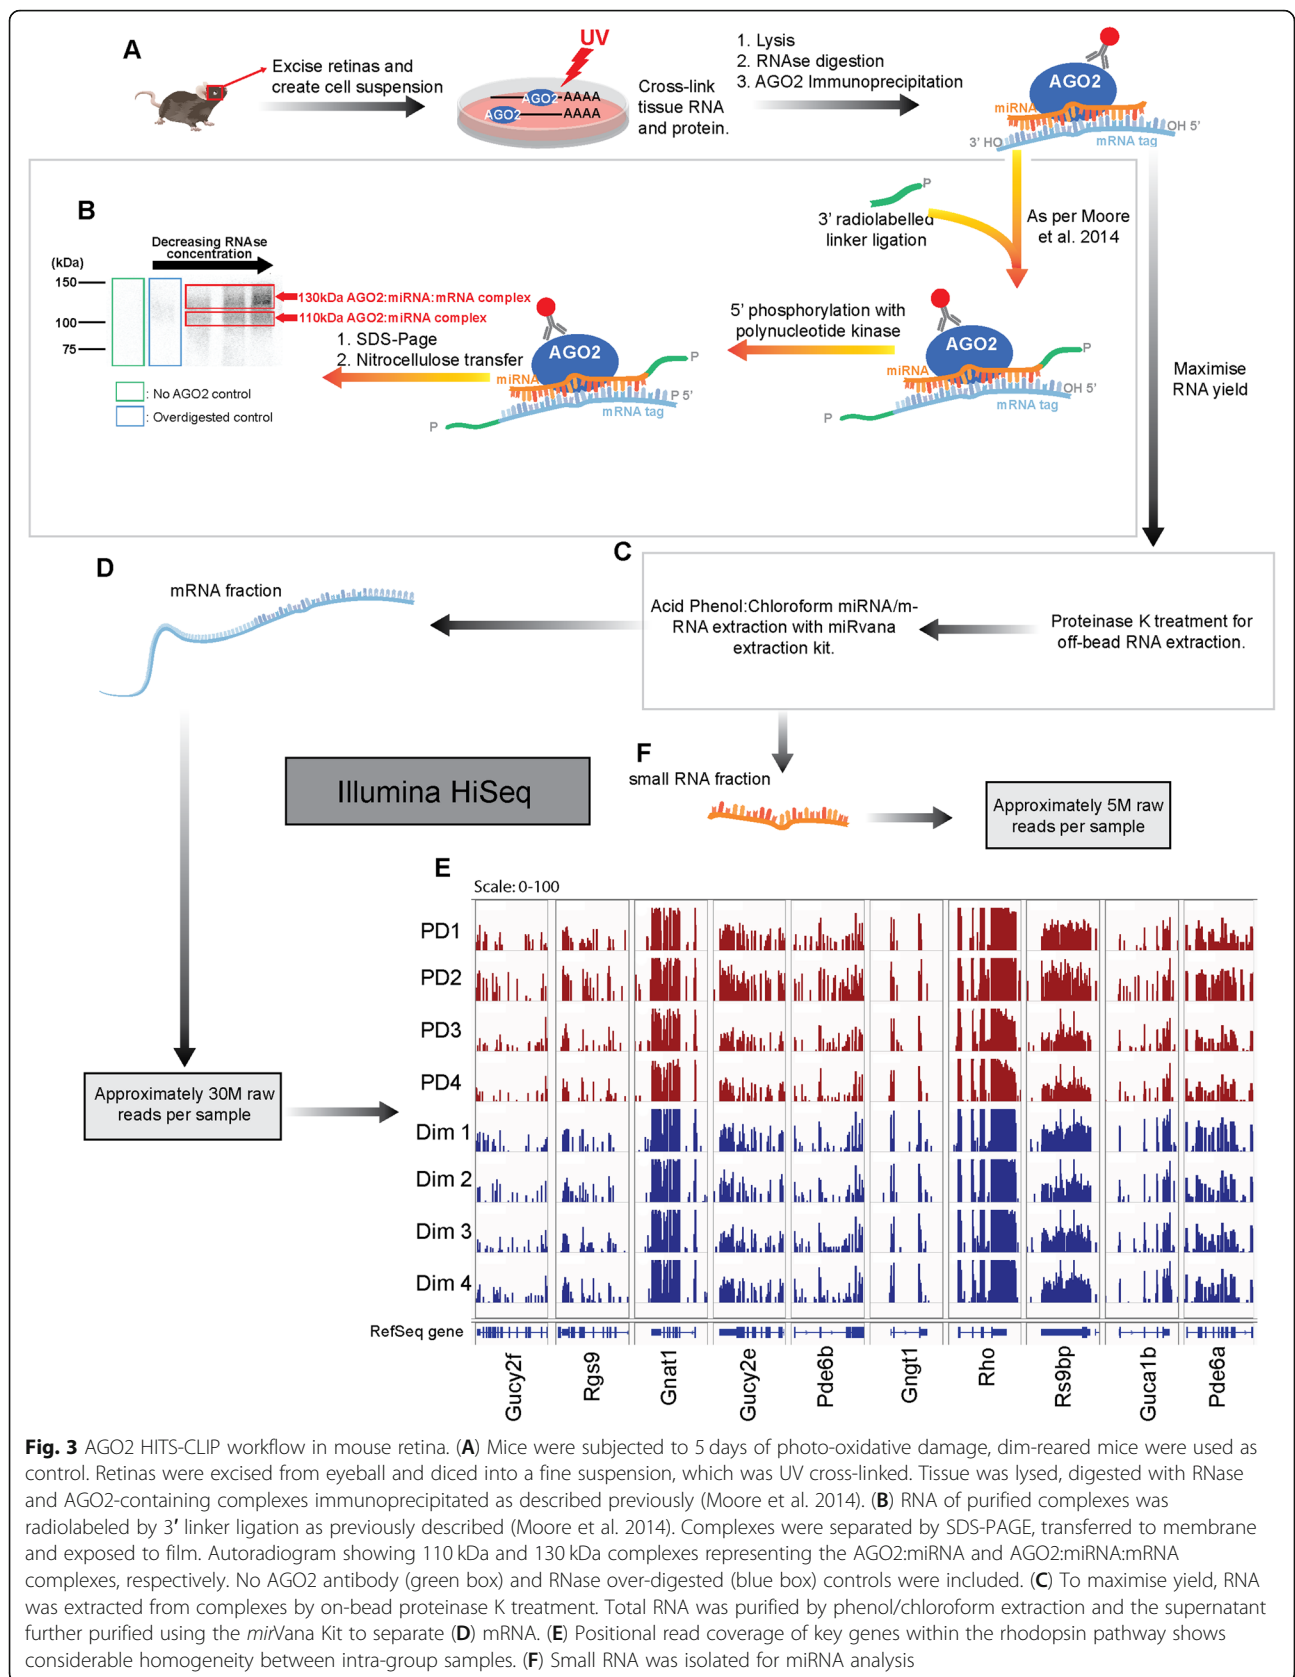 A
Excise retinas and
create cell suspension
UV
AGO2 AAAA
AGO2 AAAA
Cross-link
tissue RNA
and protein.
1. Lysis
2. RNAse digestion
3. AGO2 Immunoprecipitation
AGO2
miRNA
3' HO
OH 5'
mRNA tag
B
Decreasing RNAse
concentration
(kDa)
150
100
75
130kDa AGO2:miRNA:mRNA complex
110kDa AGO2:miRNA complex
: No AGO2 control
: Overdigested control
1. SDS-Page
2. Nitrocellulose transfer
AGO2
miRNA
P
P 5'
mRNA tag
P
5' phosphorylation with
polynucleotide kinase
P
3' radiolabelled
linker ligation
As per Moore
et al. 2014
AGO2
miRNA
P
OH 5'
mRNA tag
P
Maximise
RNA yield
C
Acid Phenol:Chloroform miRNA/m-
RNA extraction with miRvana
extraction kit.
Proteinase K treatment for
off-bead RNA extraction.
D
mRNA fraction
Illumina HiSeq
F
small RNA fraction
Approximately 5M raw
reads per sample
Approximately 30M raw
reads per sample
E
Scale: 0-100
PD1
PD2
PD3
PD4
Dim 1
Dim 2
Dim 3
Dim 4
RefSeq gene
Gucy2f
Rgs9
Gnat1
Gucy2e
Pde6b
Gngt1
Rho
Rs9bp
Guca1b
Pde6a
Fig. 3 AGO2 HITS-CLIP workflow in mouse retina. (A) Mice were subjected to 5 days of photo-oxidative damage, dim-reared mice were used as
control. Retinas were excised from eyeball and diced into a fine suspension, which was UV cross-linked. Tissue was lysed, digested with RNase
and AGO2-containing complexes immunoprecipitated as described previously (Moore et al. 2014). (B) RNA of purified complexes was
radiolabeled by 3′ linker ligation as previously described (Moore et al. 2014). Complexes were separated by SDS-PAGE, transferred to membrane
and exposed to film. Autoradiogram showing 110 kDa and 130 kDa complexes representing the AGO2:miRNA and AGO2:miRNA:mRNA
complexes, respectively. No AGO2 antibody (green box) and RNase over-digested (blue box) controls were included. (C) To maximise yield, RNA
was extracted from complexes by on-bead proteinase K treatment. Total RNA was purified by phenol/chloroform extraction and the supernatant
further purified using the mirVana Kit to separate (D) mRNA. (E) Positional read coverage of key genes within the rhodopsin pathway shows
considerable homogeneity between intra-group samples. (F) Small RNA was isolated for miRNA analysis